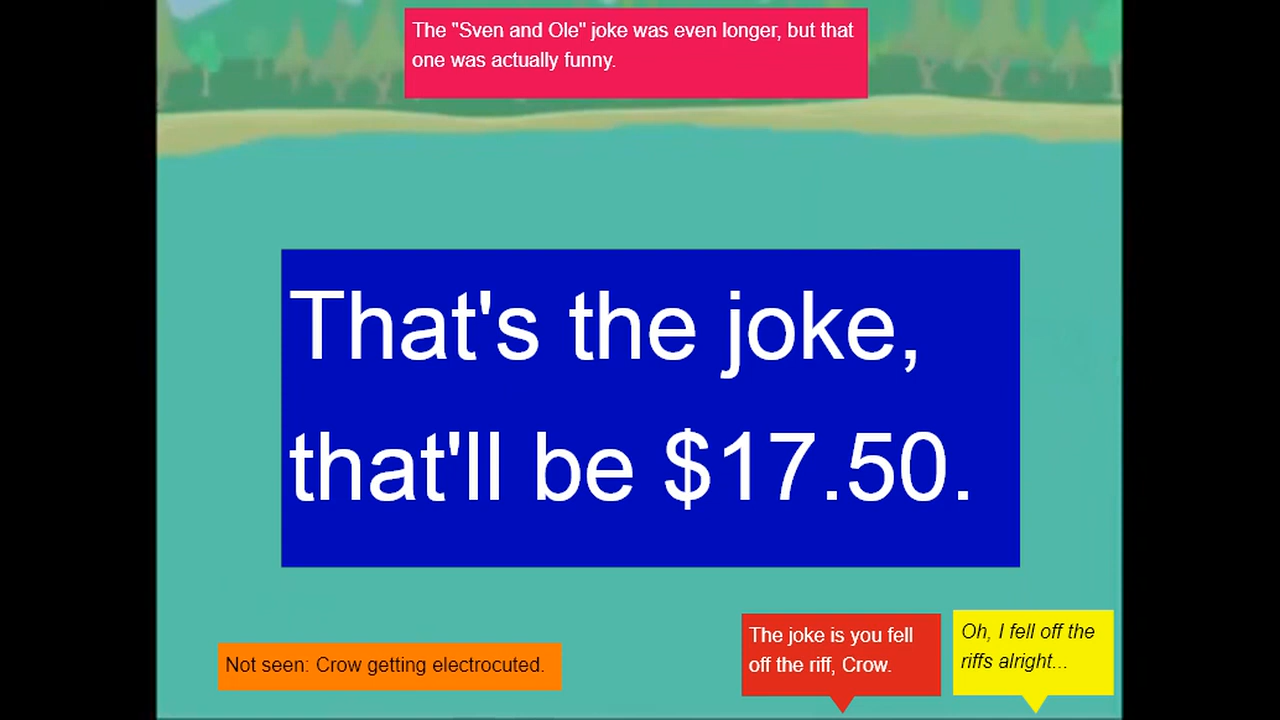 The "Sven and Ole" joke was even longer, but that
one was actually funny.
That's the joke,
that'll be $17.50.
Not seen: Crow getting electrocuted.
The joke is you fell
off the riff, Crow.
Oh, I fell off the
riffs alright...